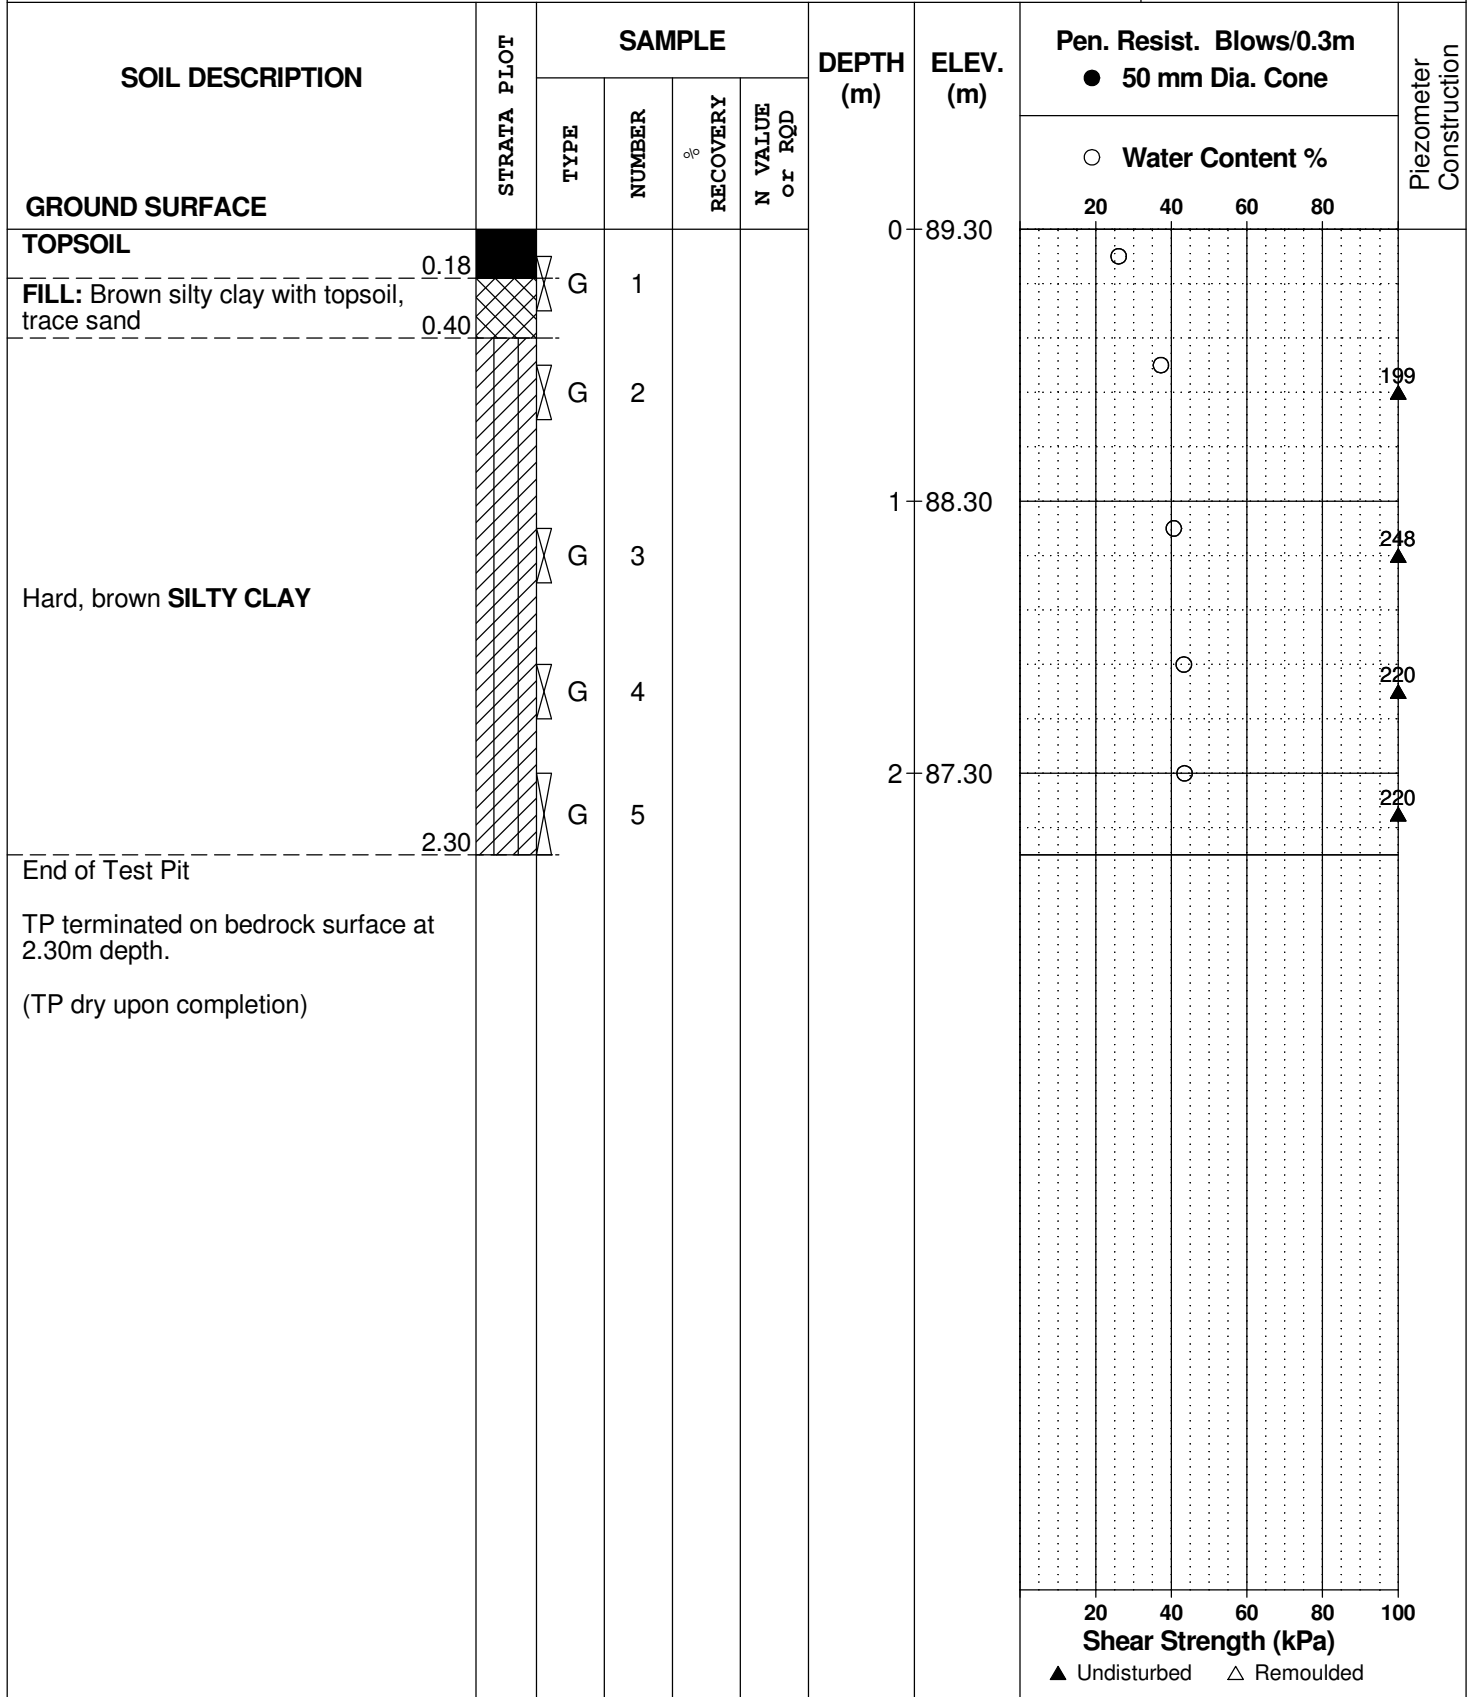 SOIL DESCRIPTION
STRATA PLOT
SAMPLE
TYPE
NUMBER
%
RECOVERY
N VALUE
or RQD
DEPTH
(m)
ELEV.
(m)
Pen. Resist. Blows/0.3m
● 50 mm Dia. Cone
○ Water Content %
20 40 60 80
Piezometer
Construction
GROUND SURFACE
0 89.30
TOPSOIL
0.18
G 1
FILL: Brown silty clay with topsoil,
trace sand
0.40
G 2
199
1 88.30
G 3
248
Hard, brown SILTY CLAY
G 4
220
2 87.30
G 5
220
2.30
End of Test Pit
TP terminated on bedrock surface at
2.30m depth.
(TP dry upon completion)
20 40 60 80 100
Shear Strength (kPa)
▲ Undisturbed △ Remoulded